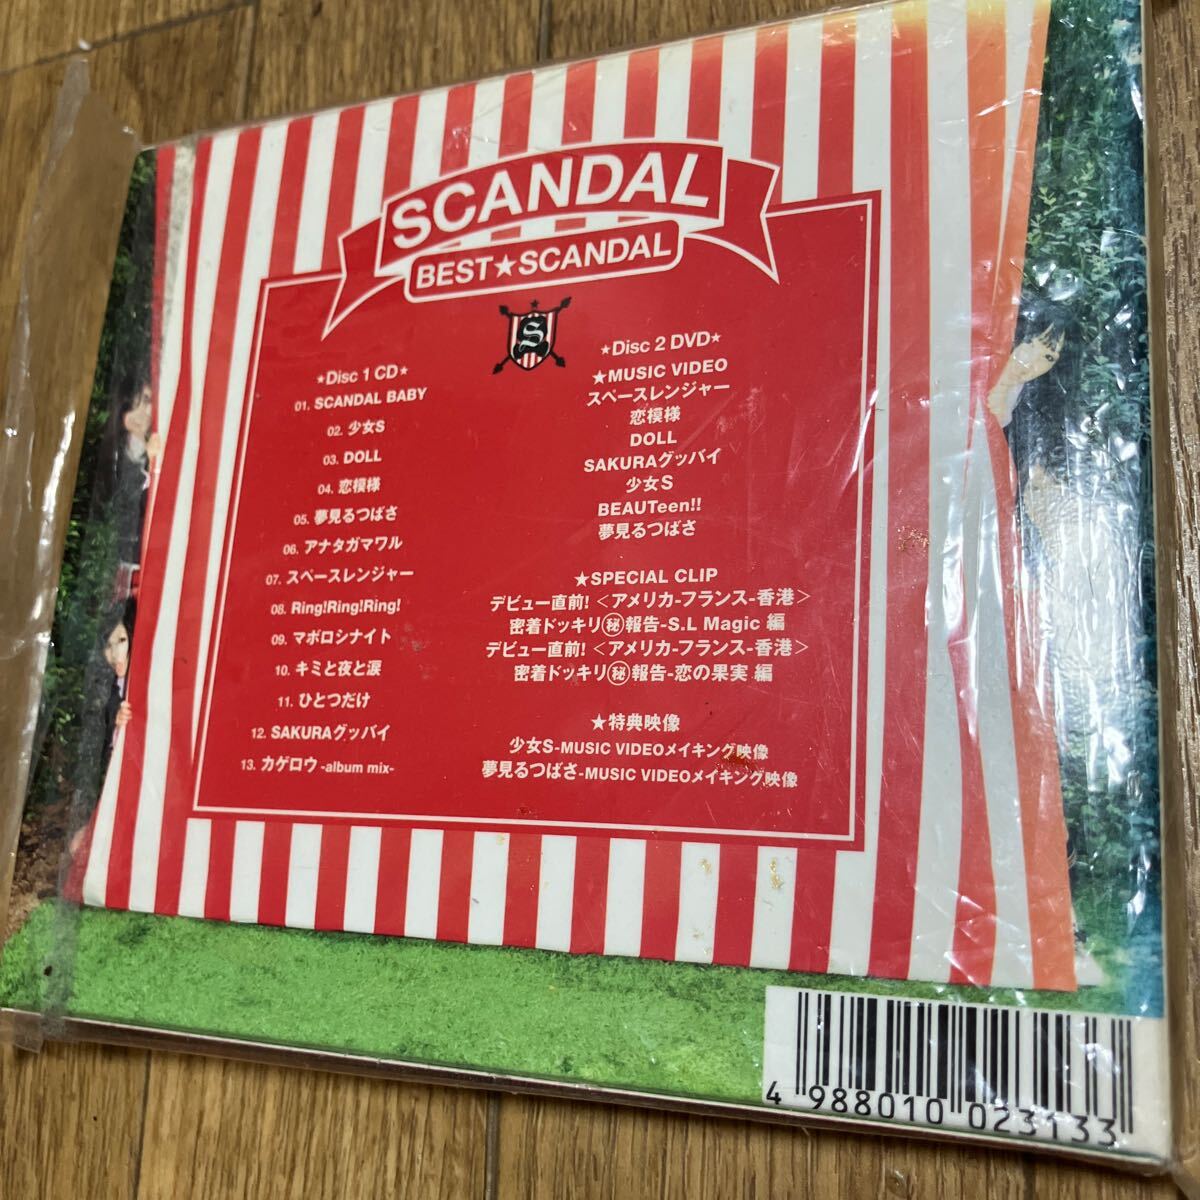 SCANDAL
BEST★SCANDAL
S
★Disc 1 CD★
01. SCANDAL BABY
02. 少女S
03. DOLL
04. 恋模様
05. 夢見るつばさ
06. アナタガマワル
07. スペースレンジャー
08. Ring!Ring!Ring!
09. マボロシナイト
10. キミと夜と涙
11. ひとつだけ
12. SAKURAグッバイ
13. カゲロウ -album mix-
★Disc 2 DVD★
★MUSIC VIDEO
スペースレンジャー
恋模様
DOLL
SAKURAグッバイ
少女S
BEAUTeen!!
夢見るつばさ
★SPECIAL CLIP
デビュー直前!＜アメリカ-フランス-香港＞
密着ドッキリ㊙報告-S.L Magic 編
デビュー直前!＜アメリカ-フランス-香港＞
密着ドッキリ㊙報告-恋の果実 編
★特典映像
少女S-MUSIC VIDEOメイキング映像
夢見るつばさ-MUSIC VIDEOメイキング映像
4 988010 023133